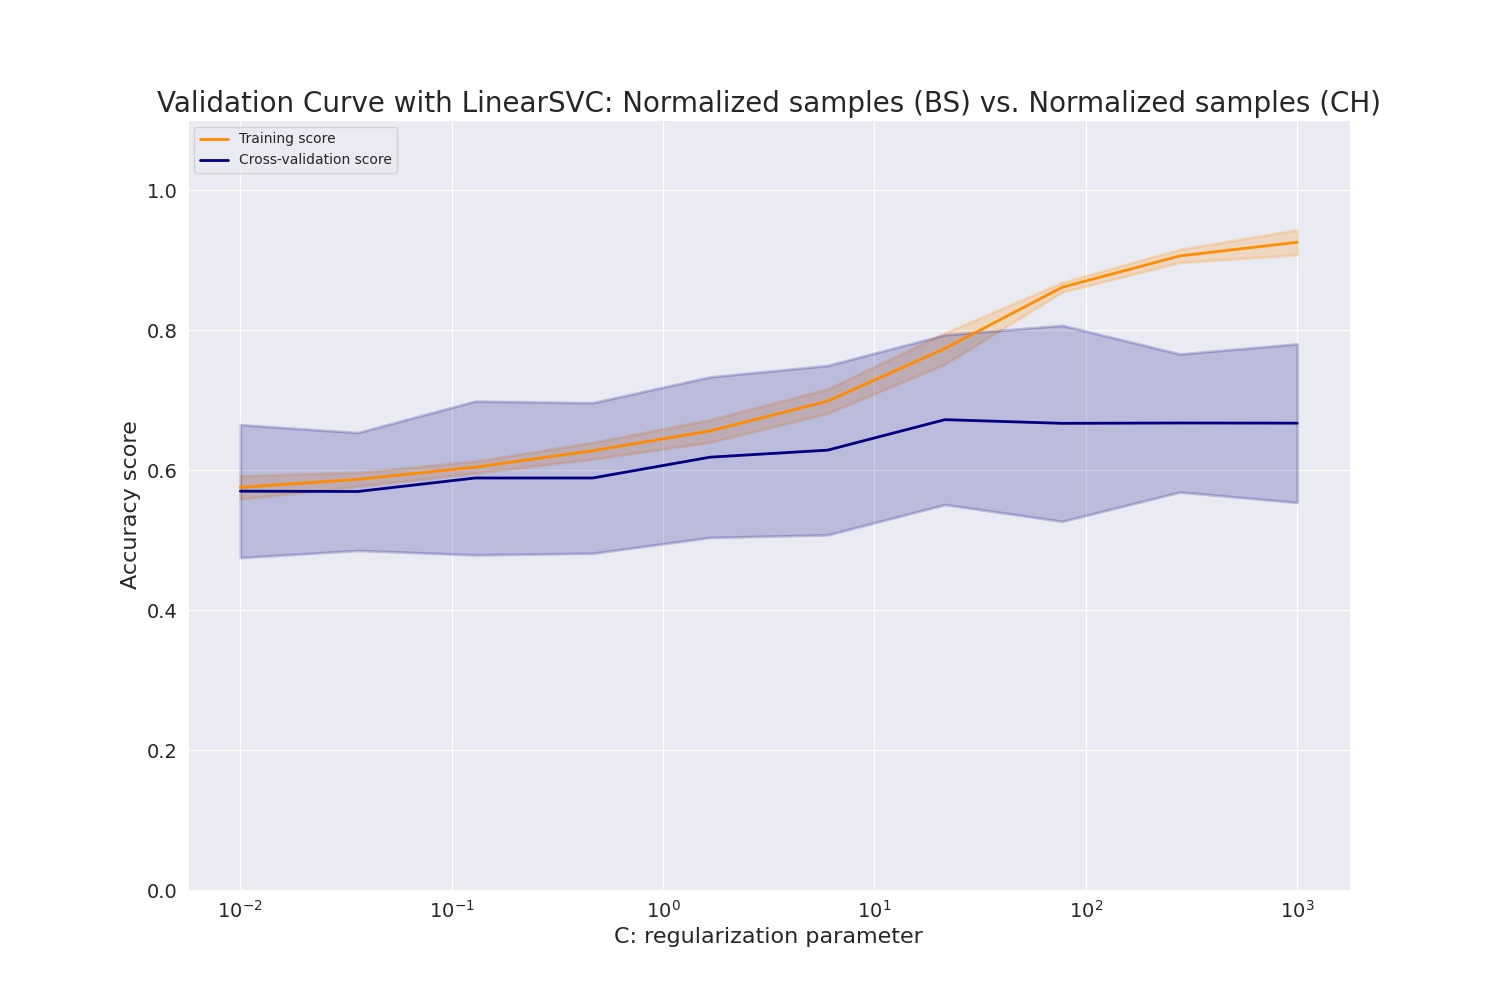 Validation Curve with LinearSVC: Normalized samples (BS) vs. Normalized samples (CH)
Training score
Cross-validation score
1.0
0.8
0.6
0.4
0.2
0.0
Accuracy score
10⁻² 10⁻¹ 10⁰ 10¹ 10² 10³
C: regularization parameter